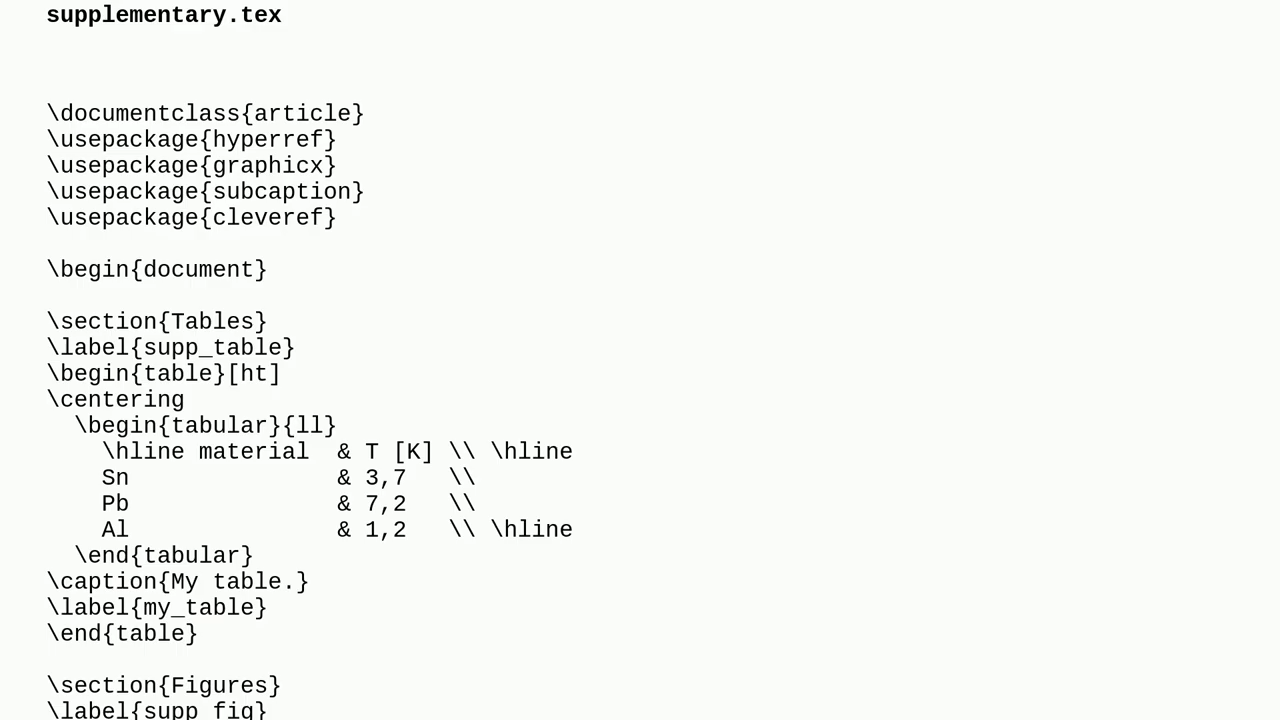 supplementary.tex
\documentclass{article}
\usepackage{hyperref}
\usepackage{graphicx}
\usepackage{subcaption}
\usepackage{cleveref}
\begin{document}
\section{Tables}
\label{supp_table}
\begin{table}[ht]
\centering
  \begin{tabular}{ll}
    \hline material  & T [K] \\ \hline
    Sn               & 3,7   \\
    Pb               & 7,2   \\
    Al               & 1,2   \\ \hline
  \end{tabular}
\caption{My table.}
\label{my_table}
\end{table}
\section{Figures}
\label{supp_fig}